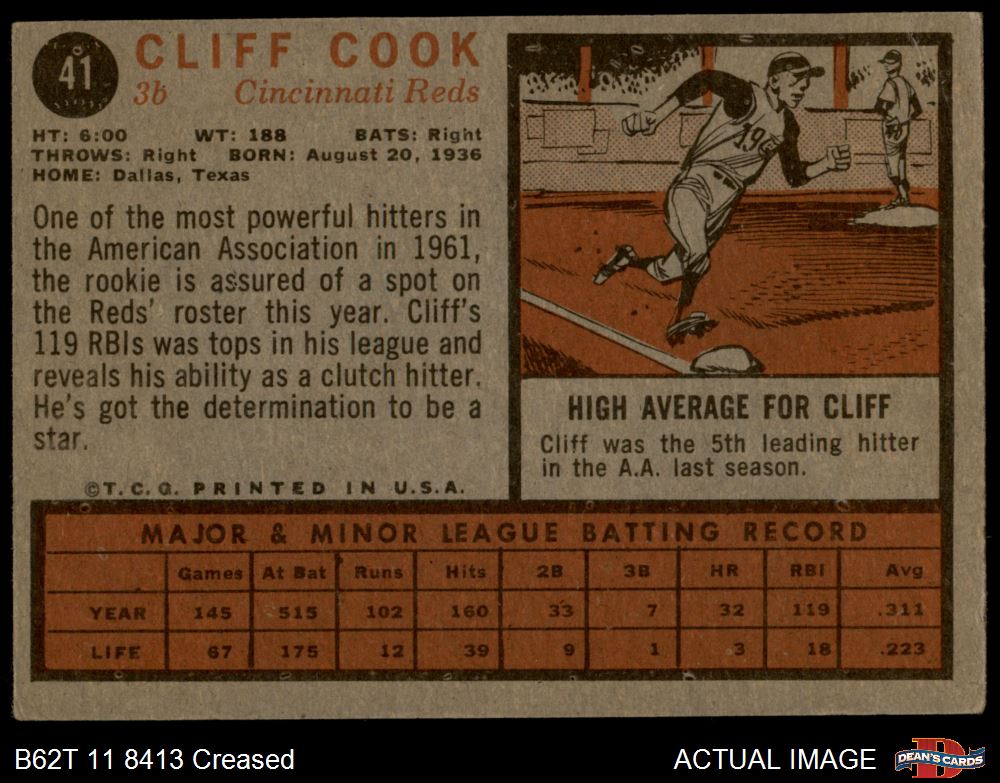 41
CLIFF COOK
3b Cincinnati Reds
HT: 6:00 WT: 188 BATS: Right
THROWS: Right BORN: August 20, 1936
HOME: Dallas, Texas
One of the most powerful hitters in
the American Association in 1961,
the rookie is assured of a spot on
the Reds' roster this year. Cliff's
119 RBIs was tops in his league and
reveals his ability as a clutch hitter.
He's got the determination to be a
star.
©T.C.G. PRINTED IN U.S.A.
19
HIGH AVERAGE FOR CLIFF
Cliff was the 5th leading hitter
in the A.A. last season.
MAJOR & MINOR LEAGUE BATTING RECORD
Games At Bat Runs Hits 2B 3B HR RBI Avg
YEAR 145 515 102 160 33 7 32 119 .311
LIFE 67 175 12 39 9 1 3 18 .223
B62T 11 8413 Creased
ACTUAL IMAGE
D
DEAN'S CARDS